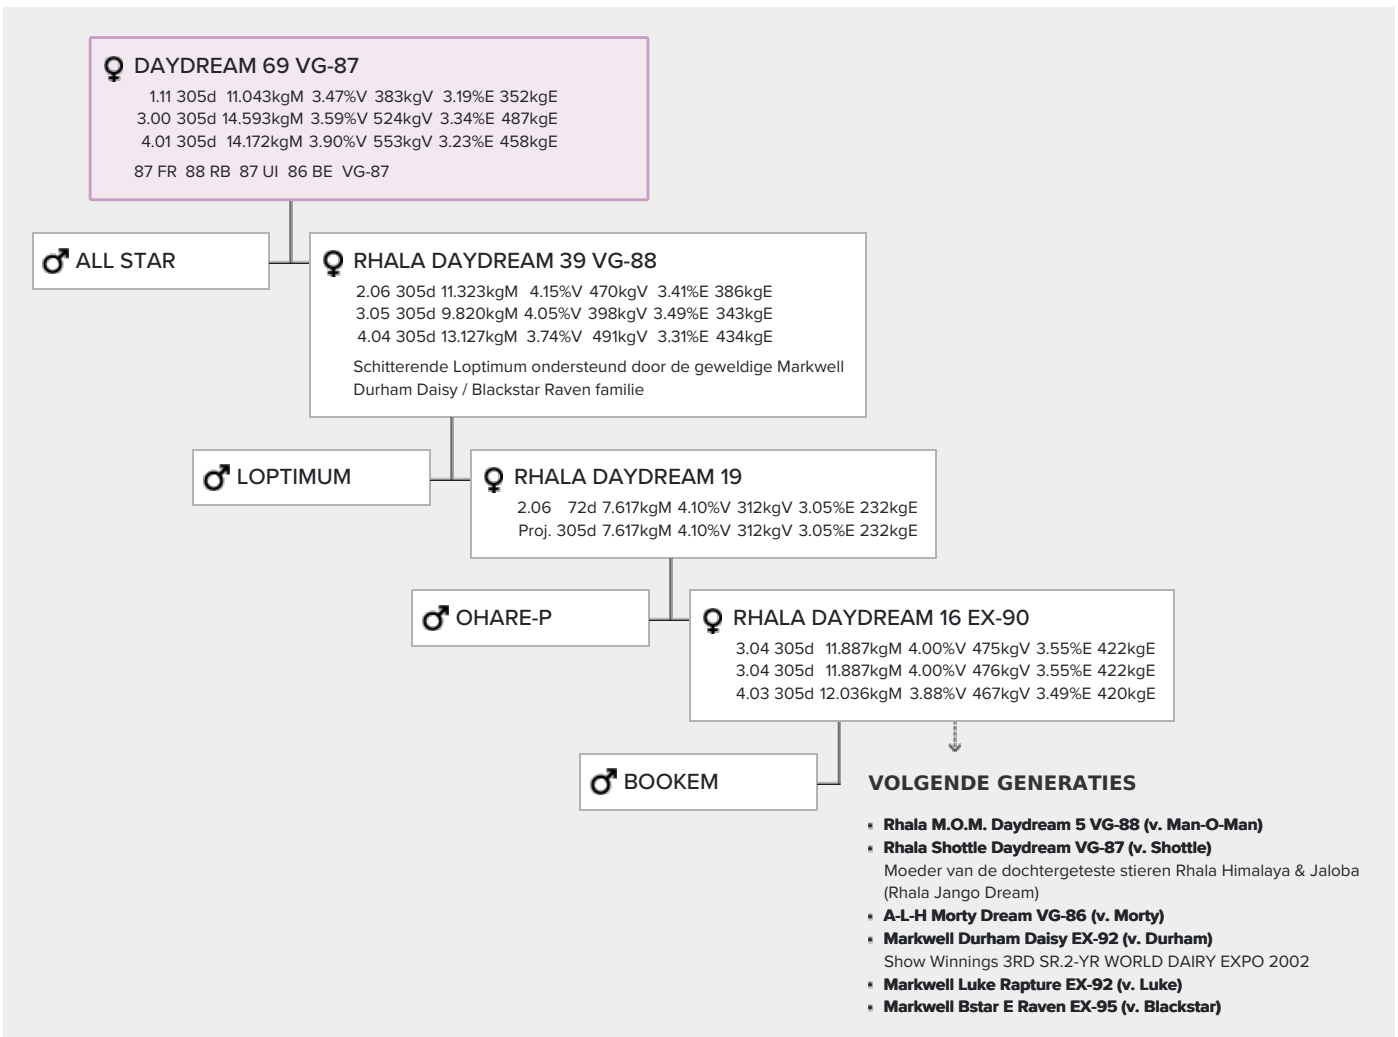 DAYDREAM 69 VG-87
1.11 305d 11.043kgM 3.47%V 383kgV 3.19%E 352kgE
3.00 305d 14.593kgM 3.59%V 524kgV 3.34%E 487kgE
4.01 305d 14.172kgM 3.90%V 553kgV 3.23%E 458kgE
87 FR 88 RB 87 UI 86 BE VG-87
ALL STAR
RHALA DAYDREAM 39 VG-88
2.06 305d 11.323kgM 4.15%V 470kgV 3.41%E 386kgE
3.05 305d 9.820kgM 4.05%V 398kgV 3.49%E 343kgE
4.04 305d 13.127kgM 3.74%V 491kgV 3.31%E 434kgE
Schitterende Loptimum ondersteund door de geweldige Markwell
Durham Daisy / Blackstar Raven familie
LOPTIMUM
RHALA DAYDREAM 19
2.06 72d 7.617kgM 4.10%V 312kgV 3.05%E 232kgE
Proj. 305d 7.617kgM 4.10%V 312kgV 3.05%E 232kgE
OHARE-P
RHALA DAYDREAM 16 EX-90
3.04 305d 11.887kgM 4.00%V 475kgV 3.55%E 422kgE
3.04 305d 11.887kgM 4.00%V 476kgV 3.55%E 422kgE
4.03 305d 12.036kgM 3.88%V 467kgV 3.49%E 420kgE
BOOKEM
VOLGENDE GENERATIES
Rhala M.O.M. Daydream 5 VG-88 (v. Man-O-Man)
Rhala Shottle Daydream VG-87 (v. Shottle)
Moeder van de dochtergeteste stieren Rhala Himalaya & Jaloba
(Rhala Jango Dream)
A-L-H Morty Dream VG-86 (v. Morty)
Markwell Durham Daisy EX-92 (v. Durham)
Show Winnings 3RD SR.2-YR WORLD DAIRY EXPO 2002
Markwell Luke Rapture EX-92 (v. Luke)
Markwell Bstar E Raven EX-95 (v. Blackstar)